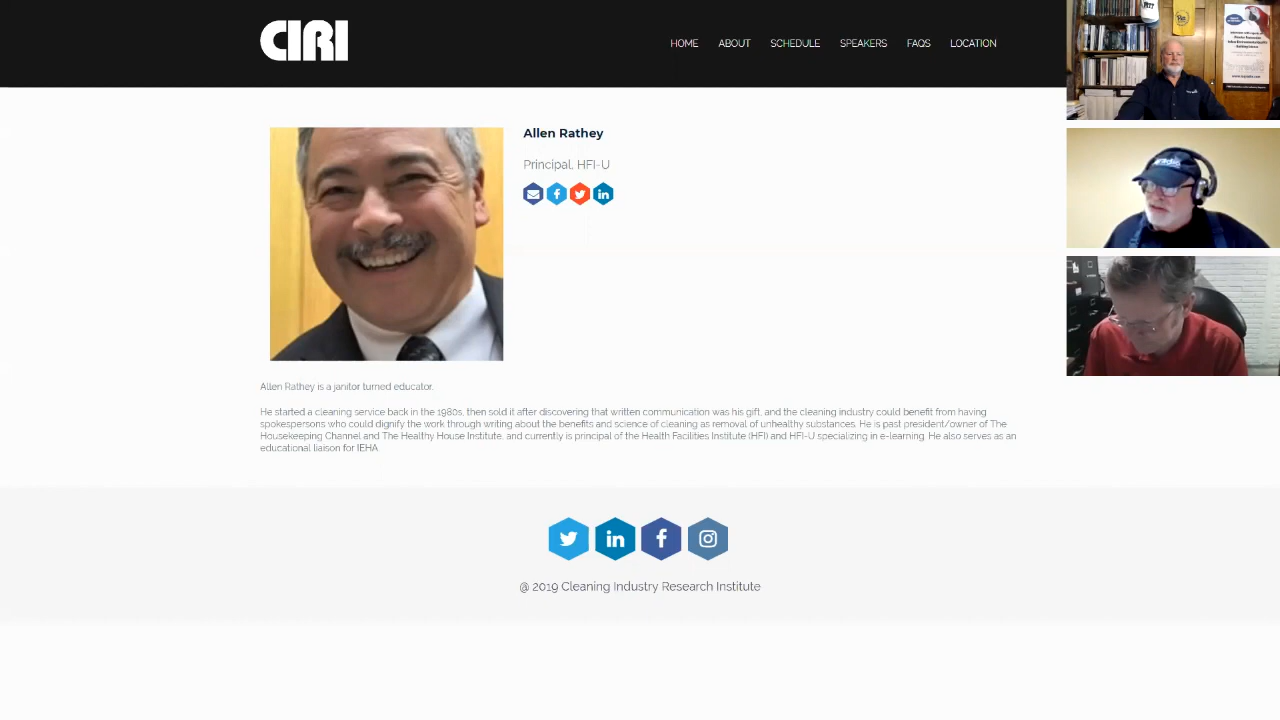 CIRI
HOME ABOUT SCHEDULE SPEAKERS FAQS LOCATION
Allen Rathey
Principal, HFI-U
Allen Rathey is a janitor turned educator.
He started a cleaning service back in the 1980s, then sold it after discovering that written communication was his gift, and the cleaning industry could benefit from having
spokespersons who could dignify the work through writing about the benefits and science of cleaning as removal of unhealthy substances. He is past president/owner of The
Housekeeping Channel and The Healthy House Institute, and currently is principal of the Health Facilities Institute (HFI) and HFI-U specializing in e-learning. He also serves as an
educational liaison for IEHA
@ 2019 Cleaning Industry Research Institute
PITT